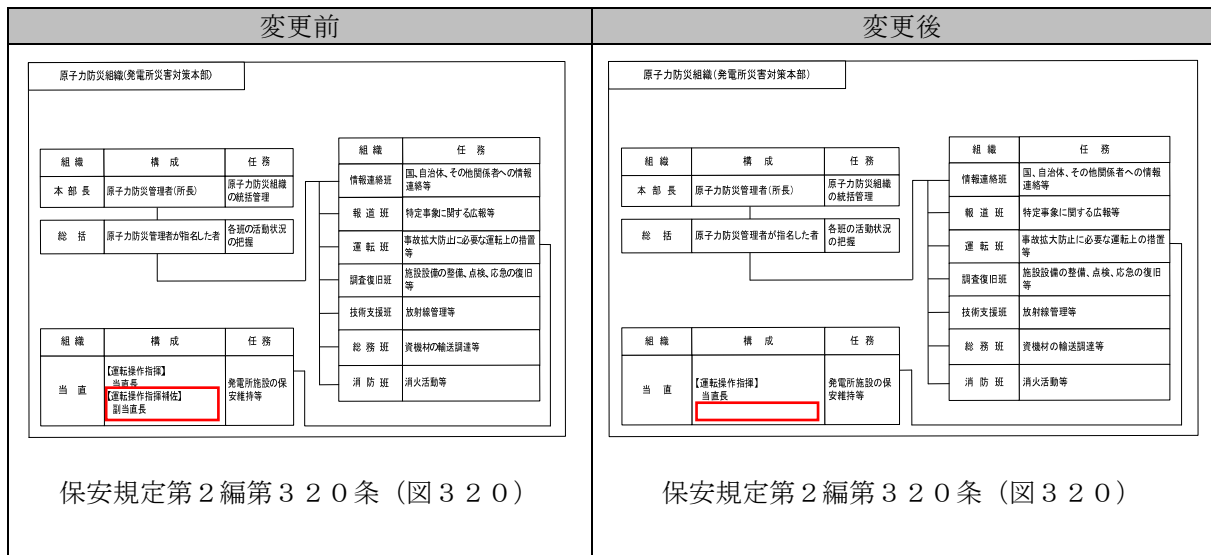 変更前
変更後
原子力防災組織(発電所災害対策本部)
組 織 構 成 任 務
本 部 長 原子力防災管理者(所長) 原子力防災組織
の統括管理
総 括 原子力防災管理者が指名した者 各班の活動状況
の把握
組 織 任 務
情報連絡班 国、自治体、その他関係者への情報
連絡等
報 道 班 特定事象に関する広報等
運 転 班 事故拡大防止に必要な運転上の措置
等
調査復旧班 施設設備の整備、点検、応急の復旧
等
技術支援班 放射線管理等
総 務 班 資機材の輸送調達等
消 防 班 消火活動等
組 織 構 成 任 務
当 直 【運転操作指揮】
当直長
【運転操作指揮補佐】
副当直長
発電所施設の保
安維持等
保安規定第2編第320条（図320）
原子力防災組織(発電所災害対策本部)
組 織 構 成 任 務
本 部 長 原子力防災管理者(所長) 原子力防災組織
の統括管理
総 括 原子力防災管理者が指名した者 各班の活動状況
の把握
組 織 任 務
情報連絡班 国、自治体、その他関係者への情報
連絡等
報 道 班 特定事象に関する広報等
運 転 班 事故拡大防止に必要な運転上の措置
等
調査復旧班 施設設備の整備、点検、応急の復旧
等
技術支援班 放射線管理等
総 務 班 資機材の輸送調達等
消 防 班 消火活動等
組 織 構 成 任 務
当 直 【運転操作指揮】
当直長
発電所施設の保
安維持等
保安規定第2編第320条（図320）